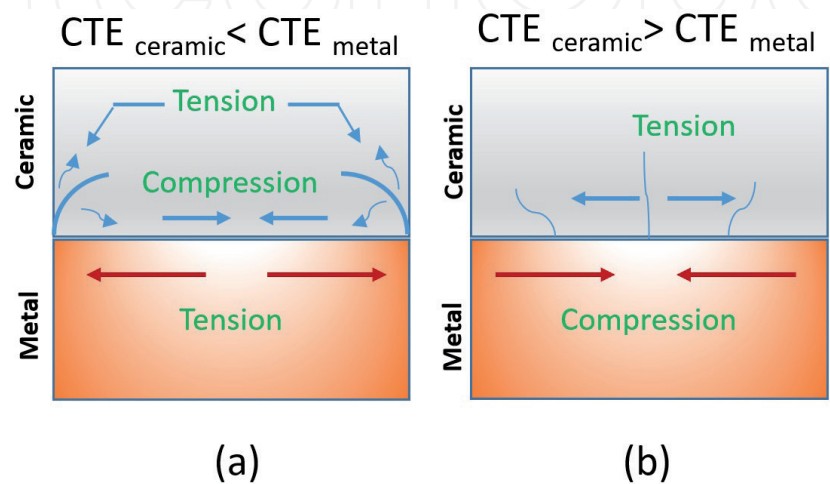 CTE ceramic < CTE metal
CTE ceramic > CTE metal
Ceramic
Tension
Compression
Metal
Tension
Ceramic
Tension
Metal
Compression
(a)
(b)